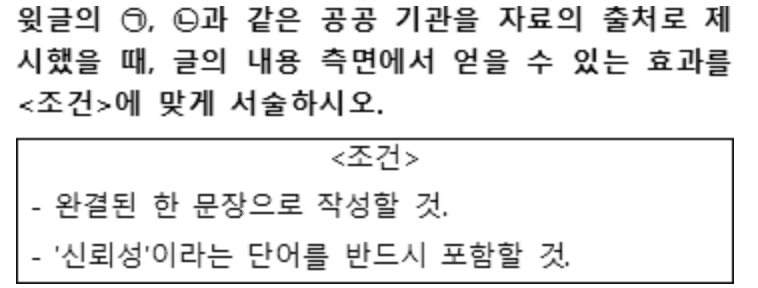 윗글의 ㉠, ㉡과 같은 공공 기관을 자료의 출처로 제
시했을 때, 글의 내용 측면에서 얻을 수 있는 효과를
<조건>에 맞게 서술하시오.
<조건>
- 완결된 한 문장으로 작성할 것.
- '신뢰성'이라는 단어를 반드시 포함할 것.